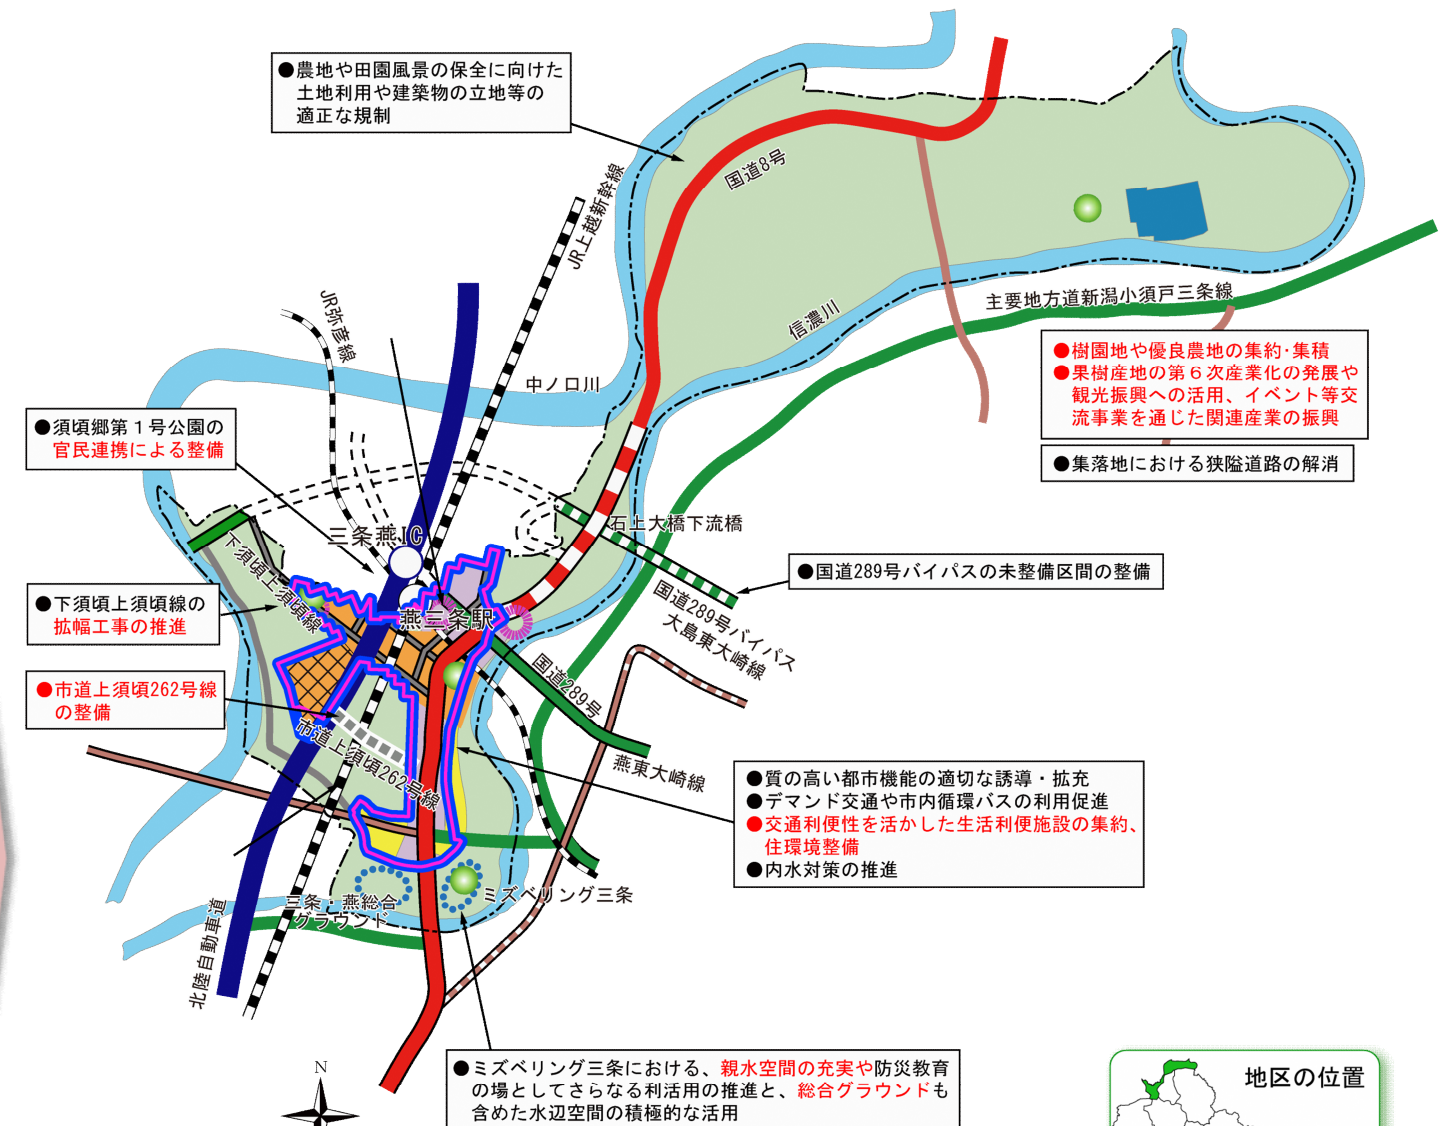 ●農地や田園風景の保全に向けた
土地利用や建築物の立地等の
適正な規制
国道8号
JR上越新幹線
JR弥彦線
信濃川
主要地方道新潟小須戸三条線
●樹園地や優良農地の集約・集積
●果樹産地の第６次産業化の発展や
観光振興への活用、イベント等交
流事業を通じた関連産業の振興
●集落地における狭隘道路の解消
中ノ口川
●須頃郷第１号公園の
官民連携による整備
三条燕IC
石上大橋下流橋
●国道289号バイパスの未整備区間の整備
下須頃上須頃線
●下須頃上須頃線の
拡幅工事の推進
燕三条駅
国道289号バイパス
大島東大崎線
国道289号
●市道上須頃262号線
の整備
市道上須頃262号線
燕東大崎線
●質の高い都市機能の適切な誘導・拡充
●デマンド交通や市内循環バスの利用促進
●交通利便性を活かした生活利便施設の集約、
住環境整備
●内水対策の推進
三条・燕総合
グラウンド
ミズベリング三条
北陸自動車道
●ミズベリング三条における、親水空間の充実や防災教育
の場としてさらなる利活用の推進と、総合グラウンドも
含めた水辺空間の積極的な活用
N
地区の位置